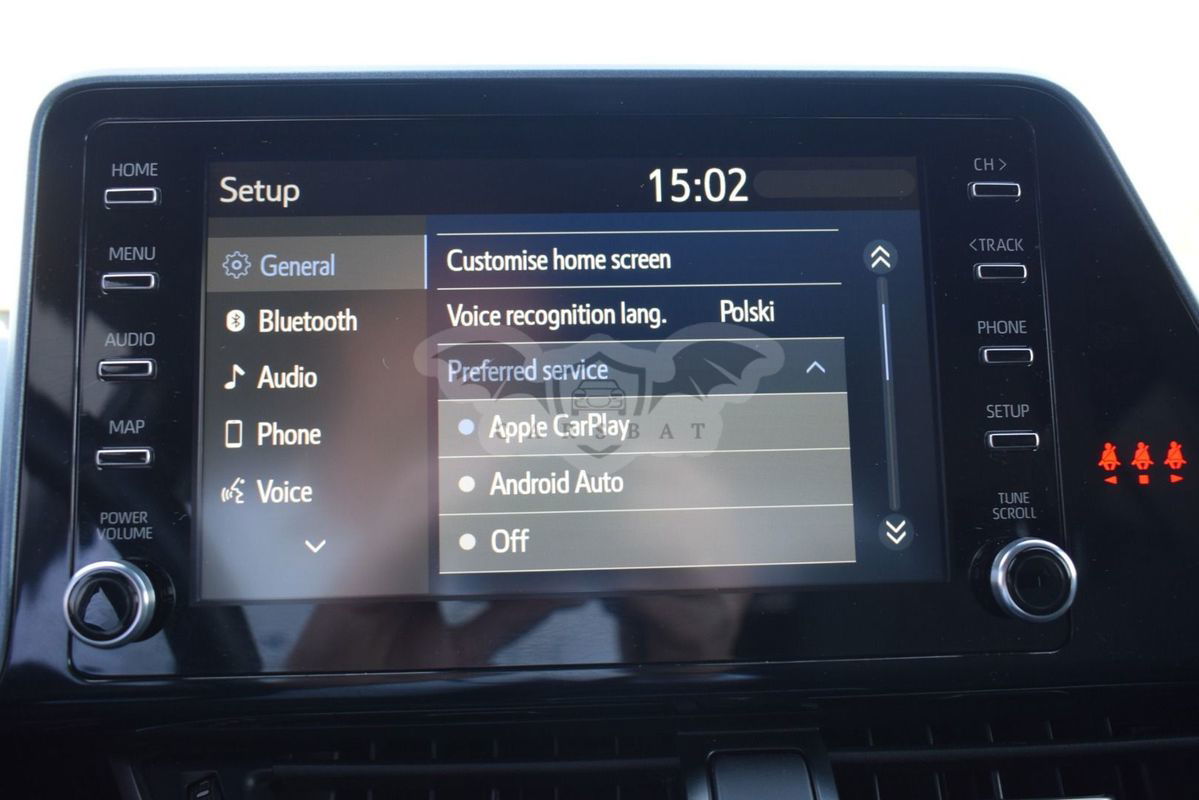 HOME
MENU
AUDIO
MAP
POWER
VOLUME
Setup
15:02
General
Bluetooth
Audio
Phone
Voice
Customise home screen
Voice recognition lang. Polski
Preferred service
Apple CarPlay
CARSBAT
Android Auto
Off
CH >
< TRACK
PHONE
SETUP
TUNE
SCROLL